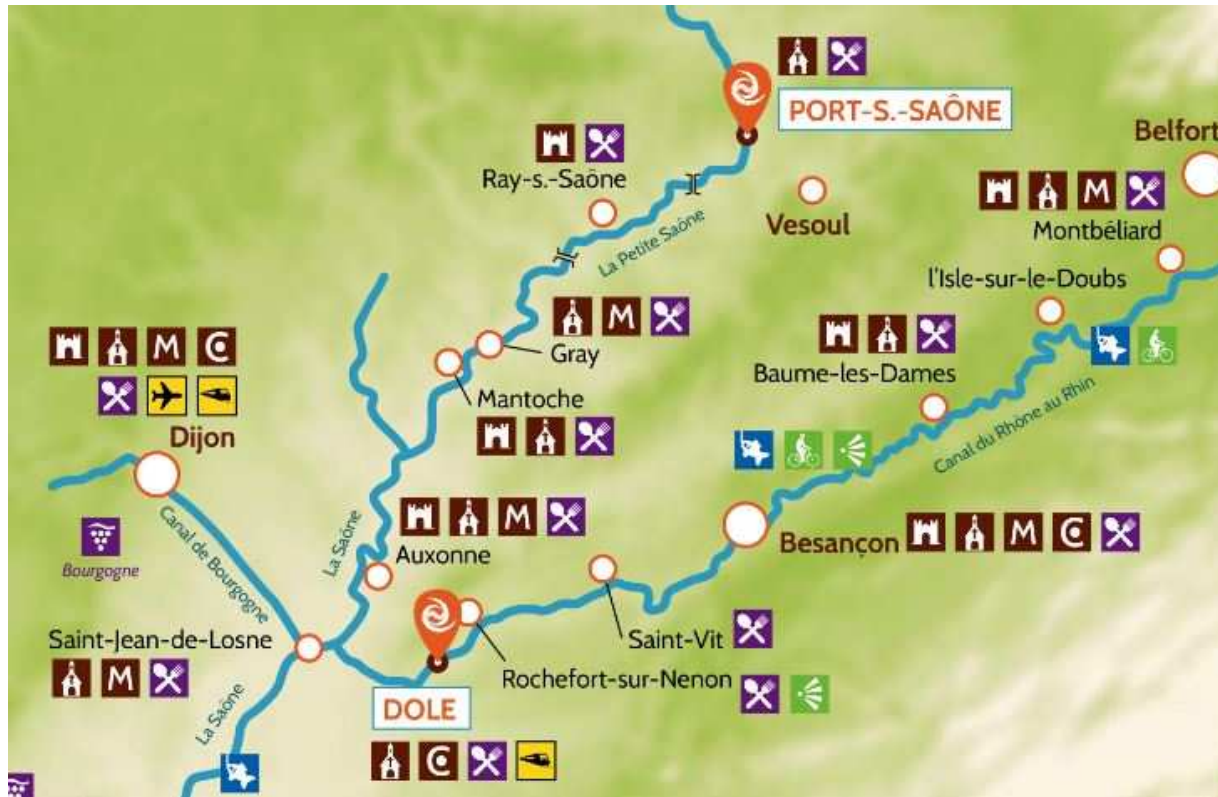 PORT-S.-SAÔNE
Belfort
Ray-s.-Saône
Vesoul
M
Montbéliard
La Petite Saône
l'Isle-sur-le-Doubs
M
Gray
M C
Baume-les-Dames
Mantoche
Dijon
Canal du Rhône au Rhin
M
Auxonne
Besançon
M C
Bourgogne
Canal de Bourgogne
La Saône
Saint-Jean-de-Losne
M
Saint-Vit
Rochefort-sur-Nenon
La Saône
DOLE
C